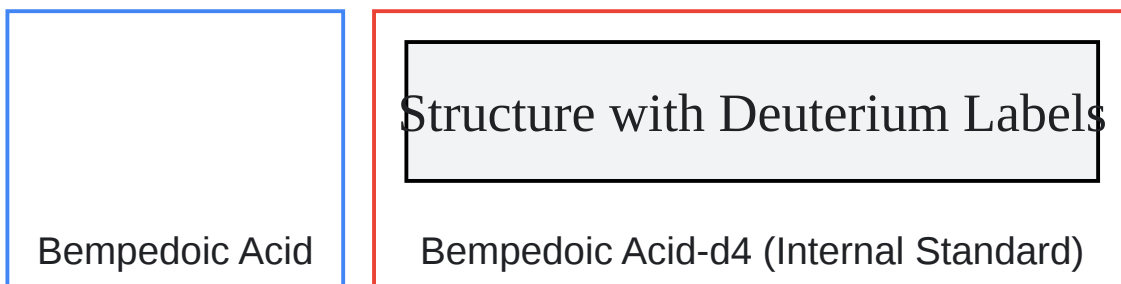 Structure with Deuterium Labels
Bempedoic Acid
Bempedoic Acid-d4 (Internal Standard)